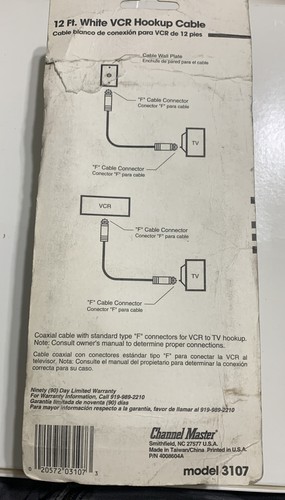 12 Ft. White VCR Hookup Cable
Cable blanco de conexión para VCR de 12 pies
Cable Wall Plate
Enchufe de pared para el cable
"F" Cable Connector
Conector "F" para cable
TV
"F" Cable Connector
Conector "F" para cable
VCR
"F" Cable Connector
Conector "F" para cable
TV
"F" Cable Connector
Conector "F" para cable
Coaxial cable with standard type "F" connectors for VCR to TV hookup.
Note: Consult owner's manual to determine proper connections.
Cable coaxial con conectores estándar tipo "F" para conectar la VCR al
televisor, Nota: Consulte el manual del propietario para determinar la conexión
correcta para su caso.
Ninety (90) Day Limited Warranty
For Warranty Information, Call 919-989-2210
Garantía limitada de noventa (90) días
Para mayor información respecto a la garantía, favor de llamar al 919-989-2210
Channel Master®
Smithfield, NC 27577 U.S.A.
Made in Taiwan/China. Printed in U.S.A.
P/N 4008604A
20572 03107 3
model 3107